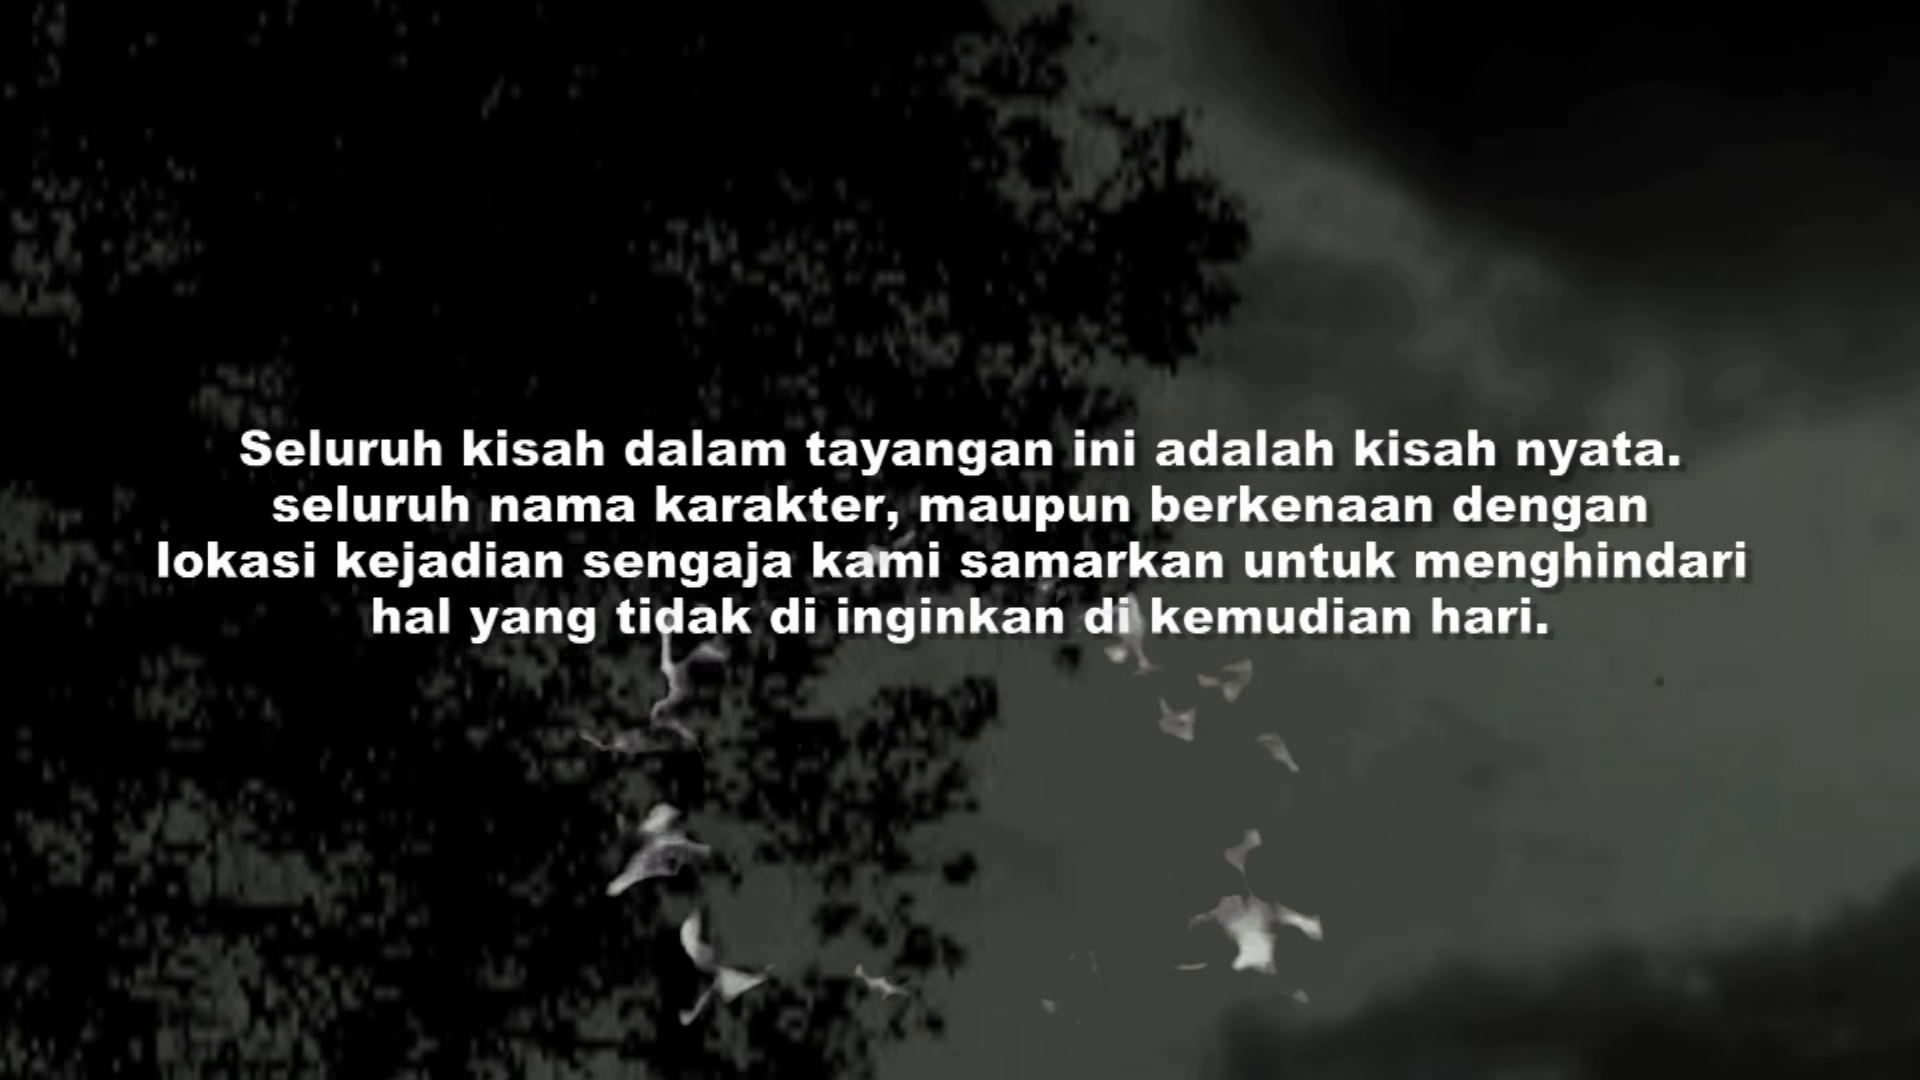 Seluruh kisah dalam tayangan ini adalah kisah nyata.
seluruh nama karakter, maupun berkenaan dengan
lokasi kejadian sengaja kami samarkan untuk menghindari
hal yang tidak di inginkan di kemudian hari.